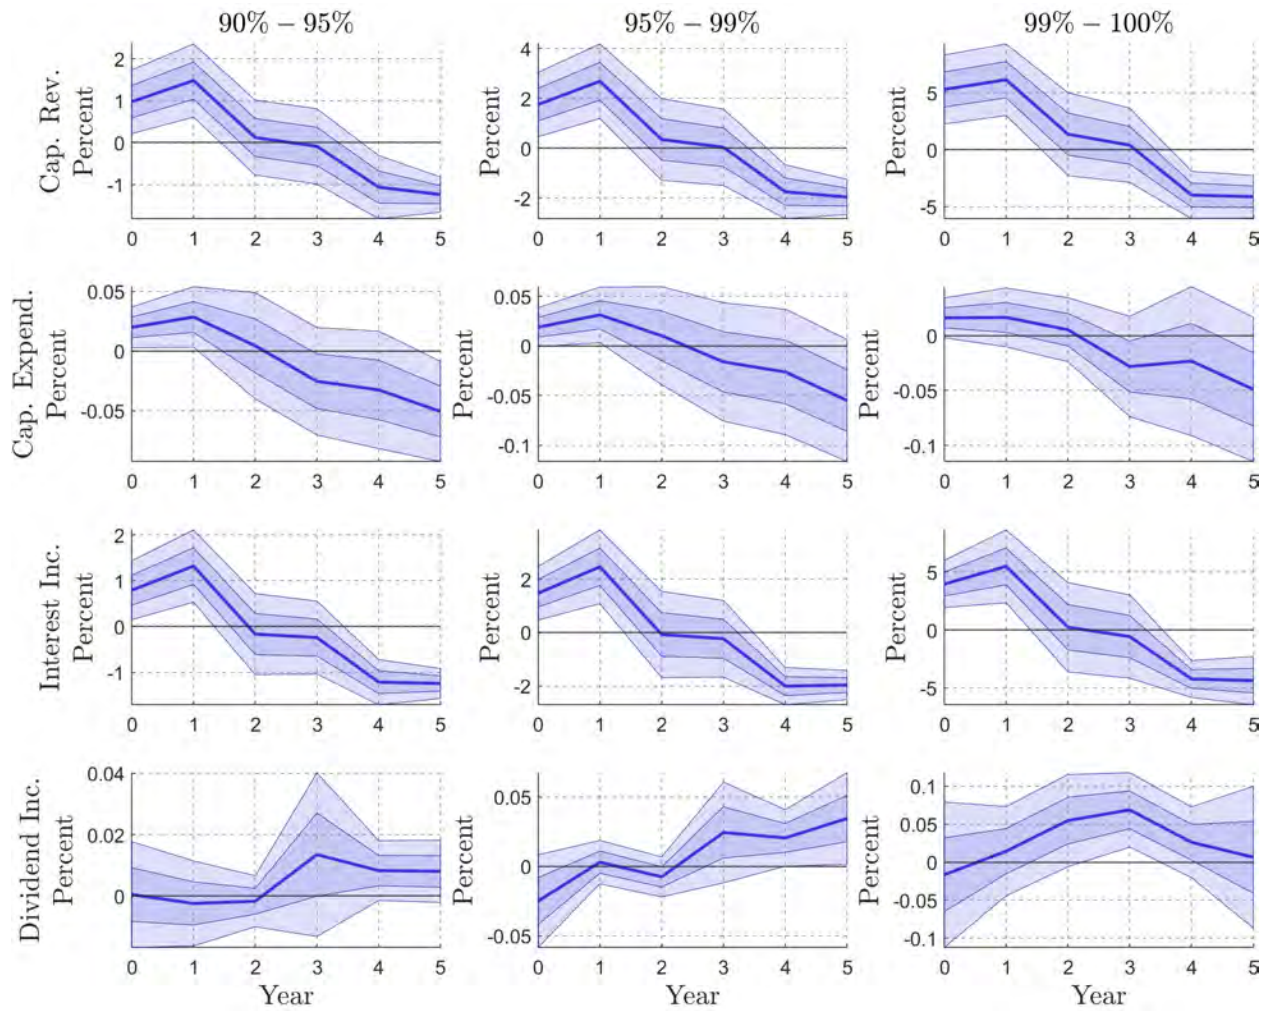 90% – 95% 95% – 99% 99% – 100%
Cap. Rev.
Percent
2
1
0
-1
0 1 2 3 4 5
Percent
4
2
0
-2
0 1 2 3 4 5
Percent
5
0
-5
0 1 2 3 4 5
Cap. Expend.
Percent
0.05
0
-0.05
0 1 2 3 4 5
Percent
0.05
0
-0.05
-0.1
0 1 2 3 4 5
Percent
0
-0.05
-0.1
0 1 2 3 4 5
Interest Inc.
Percent
2
1
0
-1
0 1 2 3 4 5
Percent
2
0
-2
0 1 2 3 4 5
Percent
5
0
-5
0 1 2 3 4 5
Dividend Inc.
Percent
0.04
0.02
0
0 1 2 3 4 5
Year
Percent
0.05
0
-0.05
0 1 2 3 4 5
Year
Percent
0.1
0.05
0
-0.05
-0.1
0 1 2 3 4 5
Year